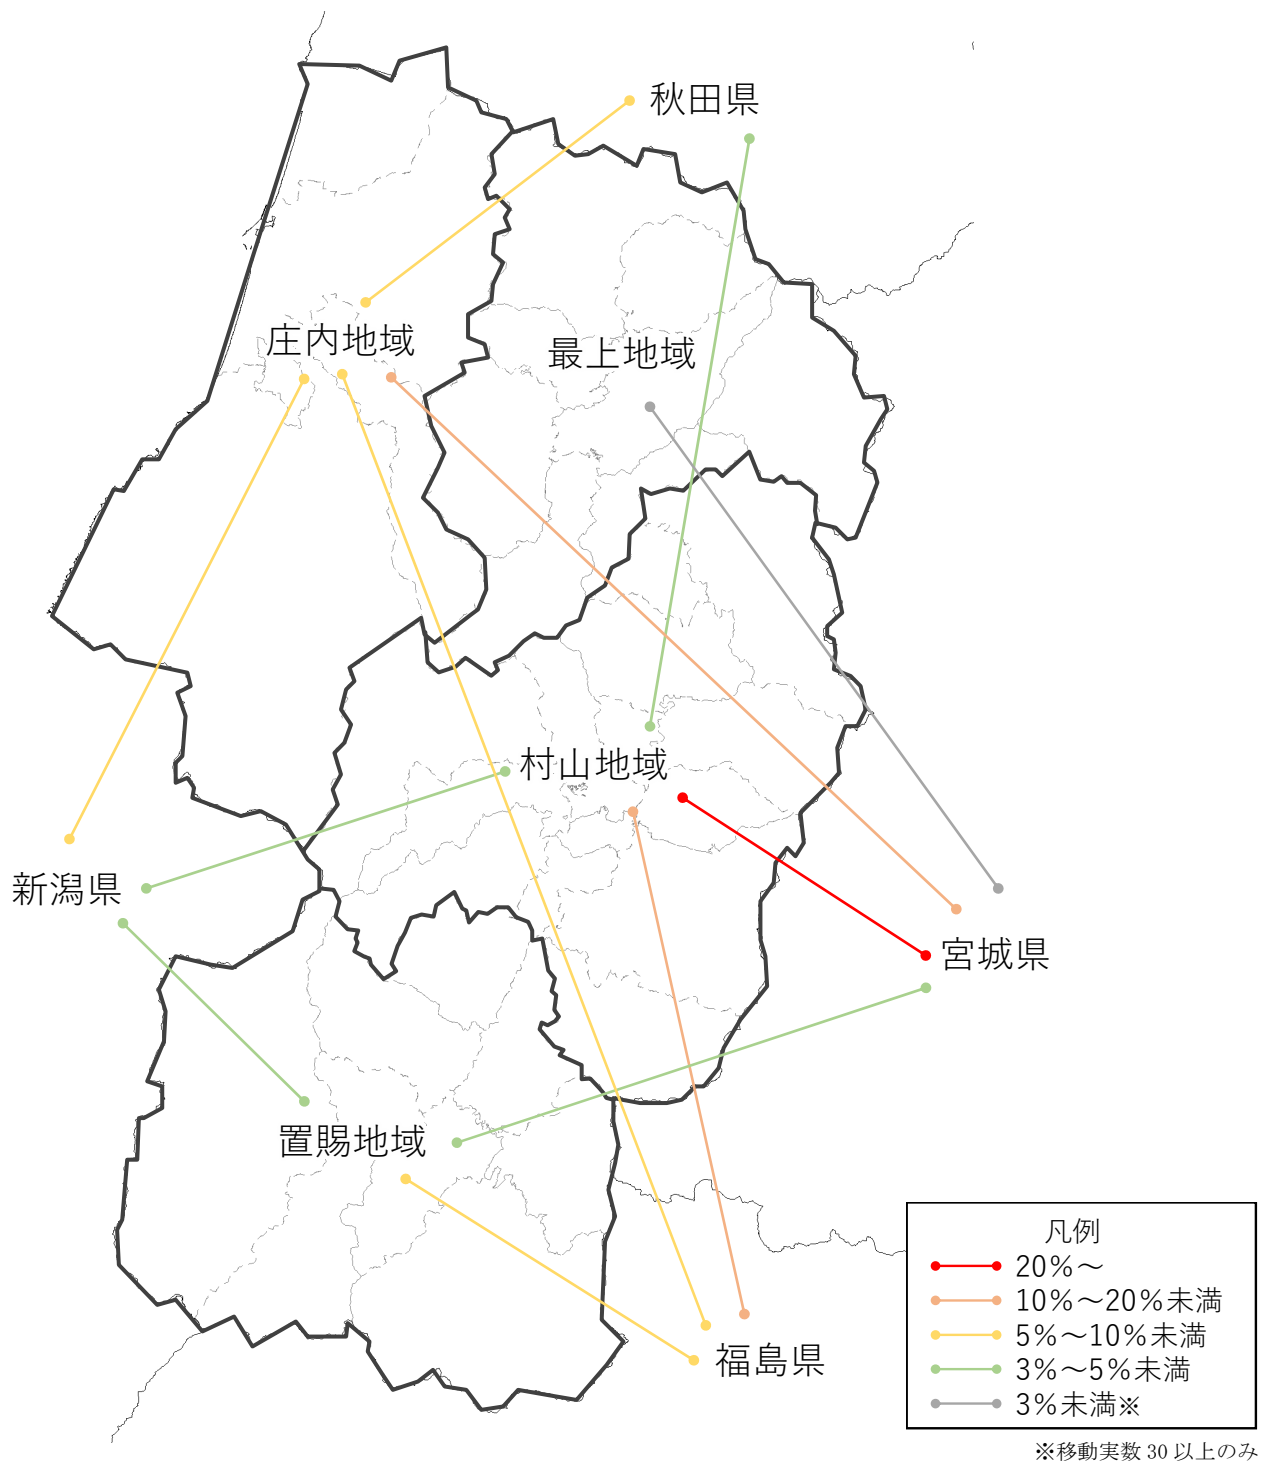 秋田県
庄内地域
最上地域
村山地域
新潟県
宮城県
置賜地域
福島県
凡例
20%～
10%～20%未満
5%～10%未満
3%～5%未満
3%未満※
※移動実数 30 以上のみ